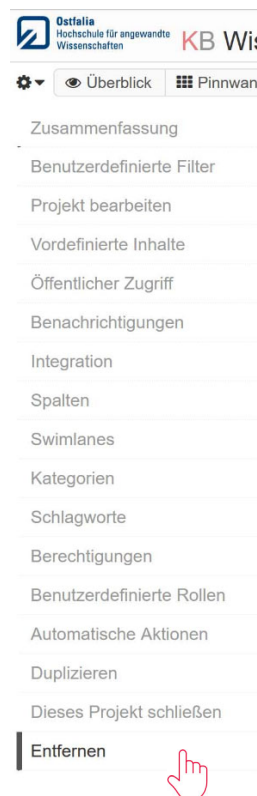 Ostfalia
Hochschule für angewandte
Wissenschaften
KB Wis
Überblick Pinnwan
Zusammenfassung
Benutzerdefinierte Filter
Projekt bearbeiten
Vordefinierte Inhalte
Öffentlicher Zugriff
Benachrichtigungen
Integration
Spalten
Swimlanes
Kategorien
Schlagworte
Berechtigungen
Benutzerdefinierte Rollen
Automatische Aktionen
Duplizieren
Dieses Projekt schließen
Entfernen